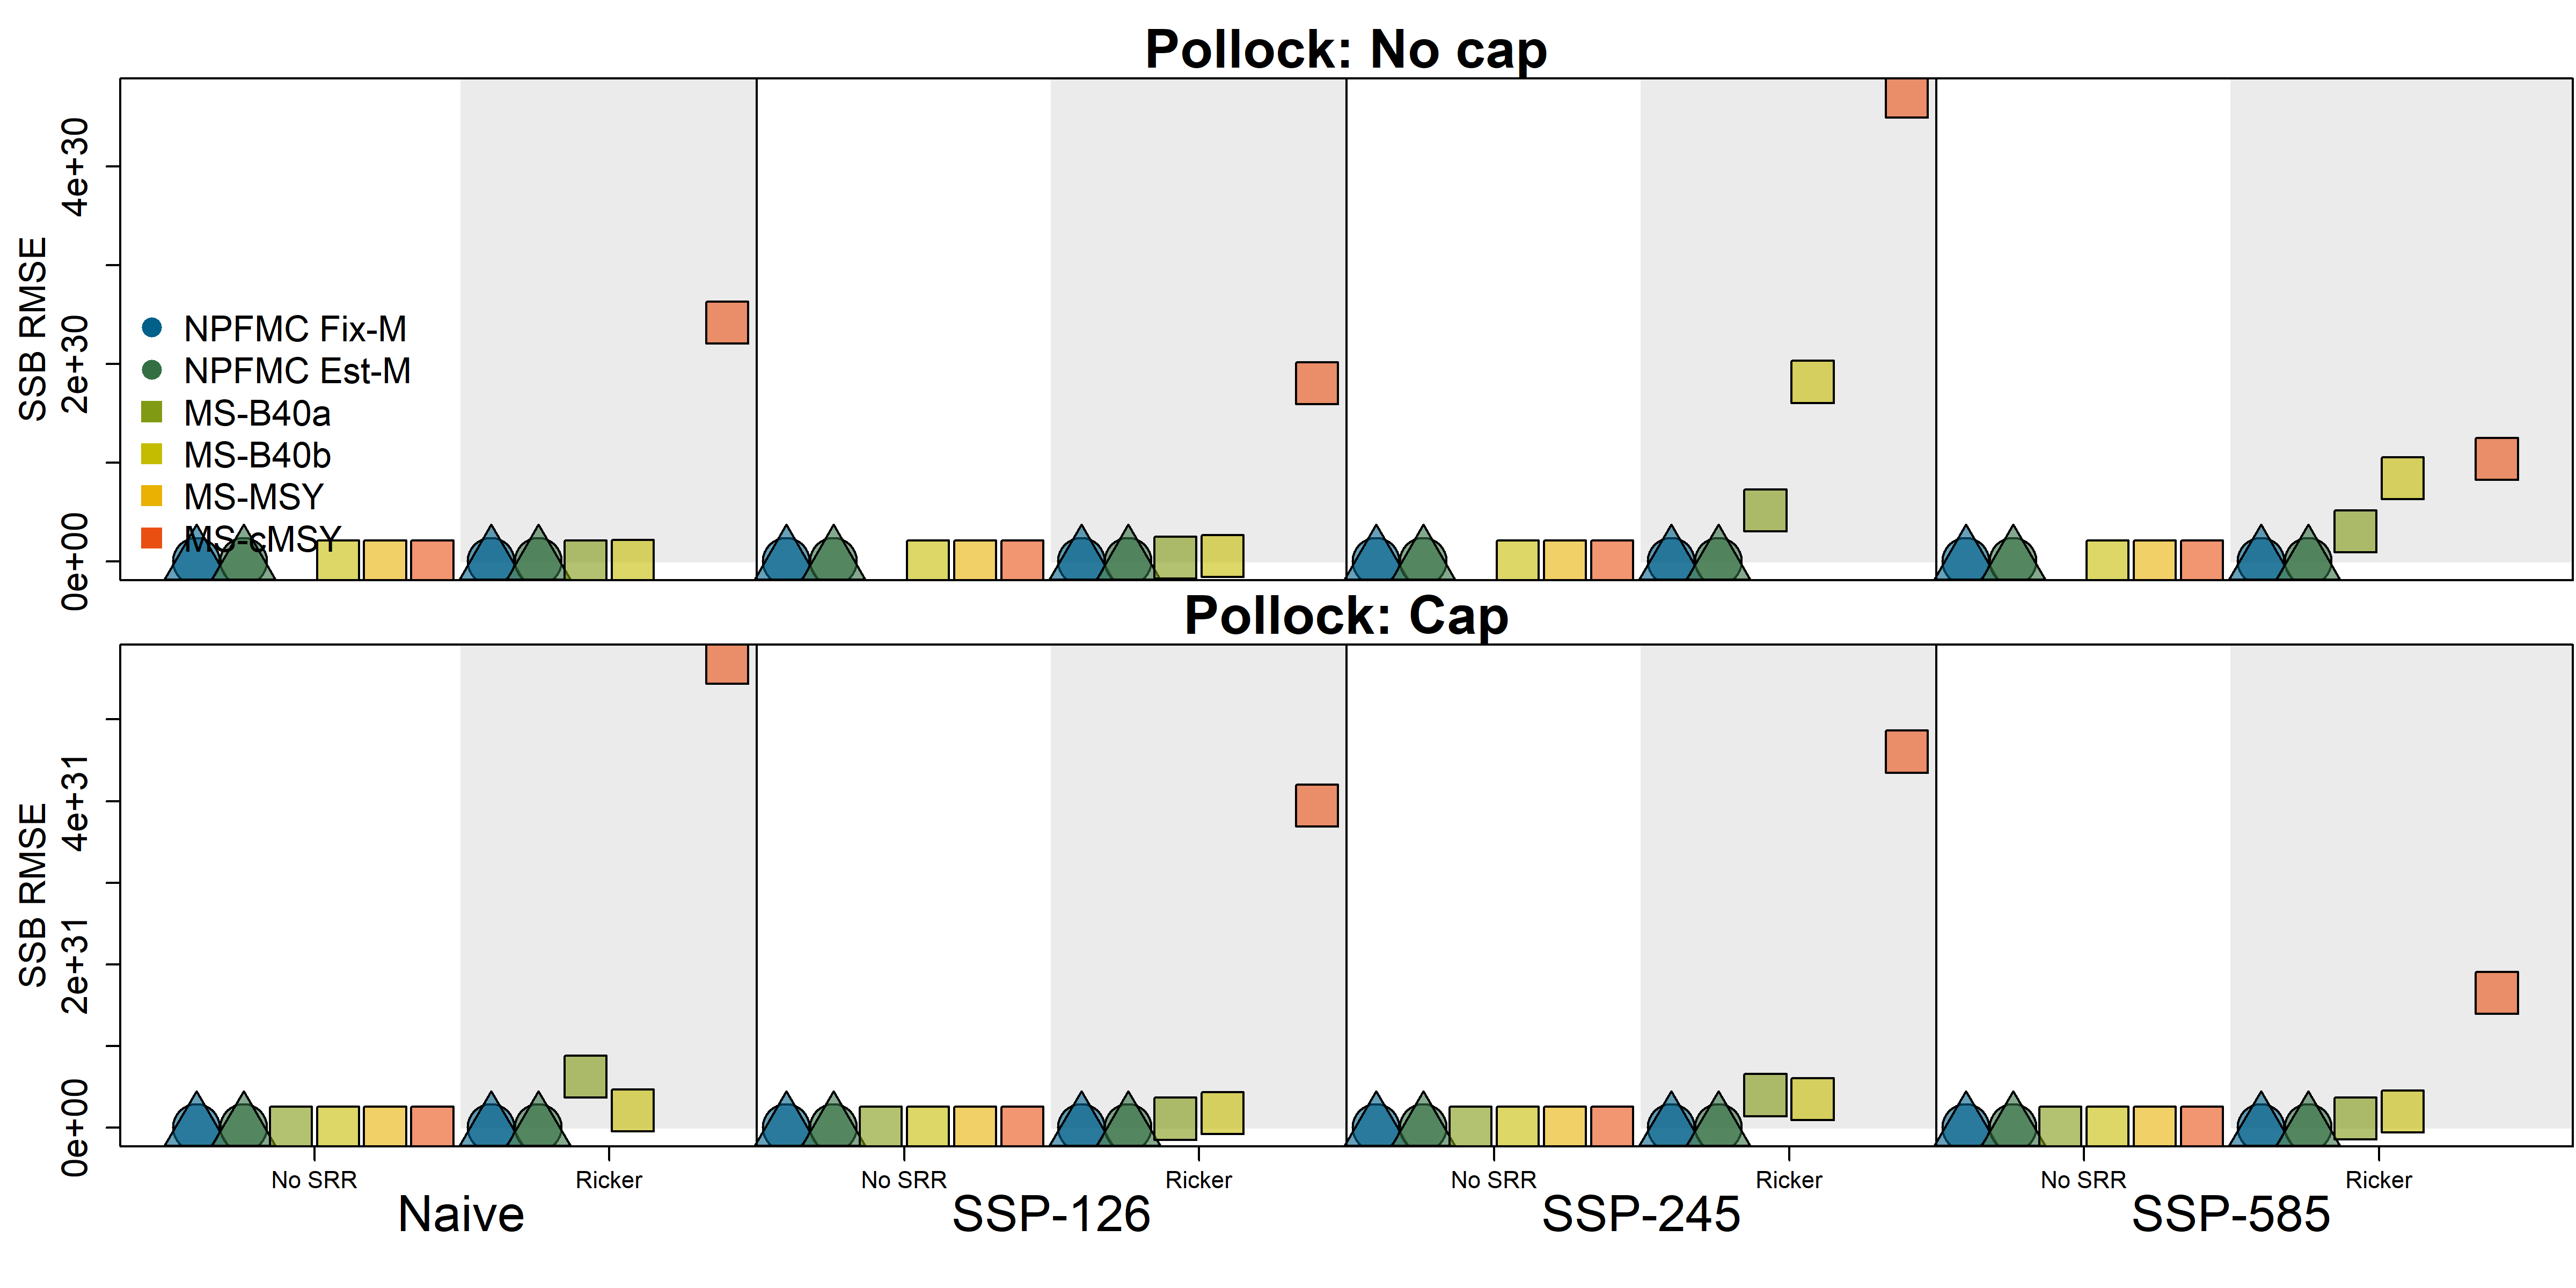 Pollock: No cap
SSB RMSE
4e+30
2e+30
0e+00
NPFMC Fix-M
NPFMC Est-M
MS-B40a
MS-B40b
MS-MSY
MS-cMSY
Pollock: Cap
SSB RMSE
4e+31
2e+31
0e+00
No SRR Ricker No SRR Ricker No SRR Ricker No SRR Ricker
Naive SSP-126 SSP-245 SSP-585